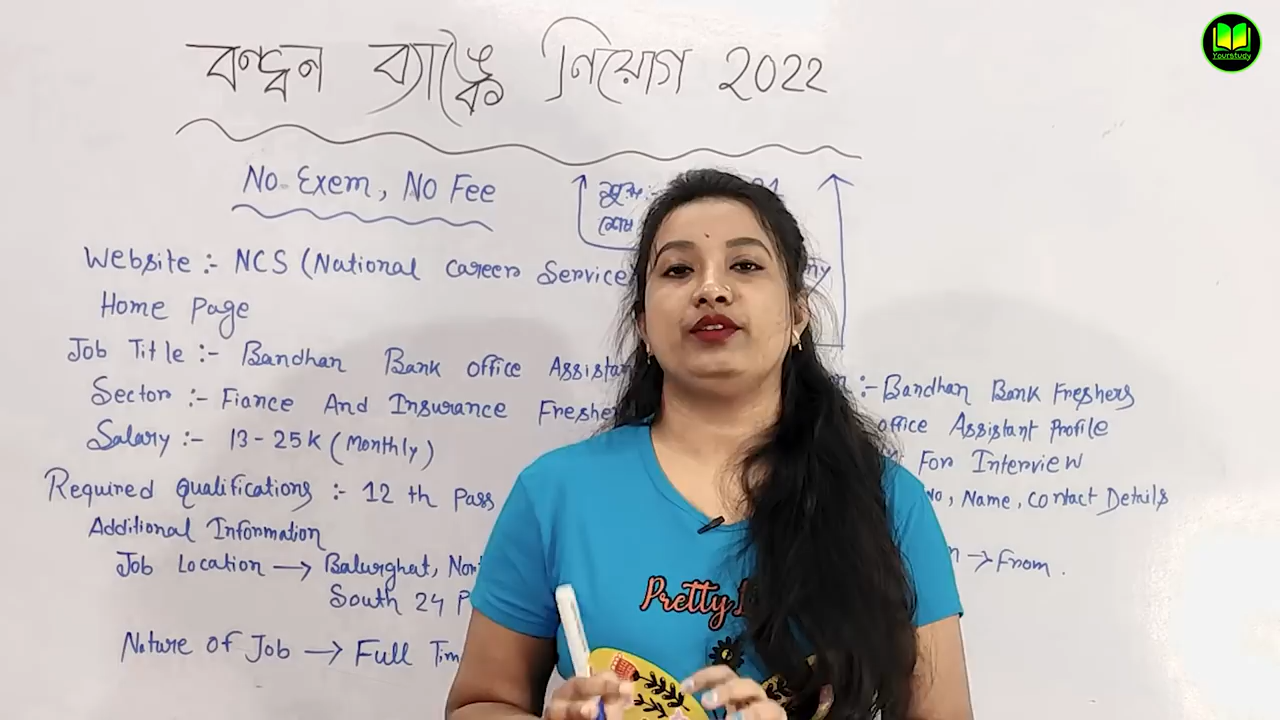 বন্ধন ব্যাঙ্কে নিয়োগ 2022
No Exem, No Fee
শুরু:-
শেষ
Website :- NCS (National Career Service)
Home Page
Job Title :- Bandhan Bank office Assistan
Sector :- Fiance And Insurance Fresher
Salary :- 13 - 25K (Monthly)
Required qualifications :- 12 th Pass
Additional Information
Job Location → Balurghat, Nor
South 24 P
Nature of Job → Full Tim
:- Bandhan Bank Freshers
office Assistant Profile
For Interview
No, Name, Contact Details
→ From.
Pretty
Yourstudy